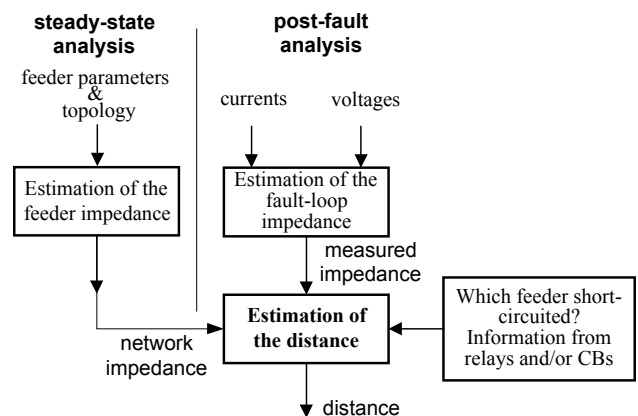 steady-state
analysis
post-fault
analysis
feeder parameters
&
topology
currents
voltages
Estimation of the
feeder impedance
Estimation of the
fault-loop
impedance
measured
impedance
network
impedance
Estimation of
the distance
Which feeder short-
circuited?
Information from
relays and/or CBs
distance